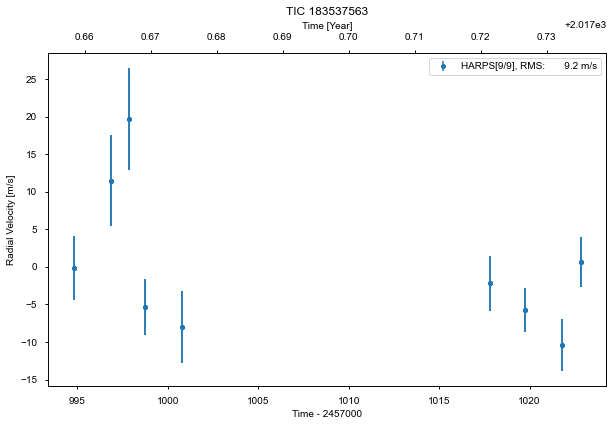 TIC 183537563
Time [Year]
+2.017e3
0.66 0.67 0.68 0.69 0.70 0.71 0.72 0.73
HARPS[9/9], RMS: 9.2 m/s
Radial Velocity [m/s]
25
20
15
10
5
0
−5
−10
−15
995 1000 1005 1010 1015 1020
Time - 2457000